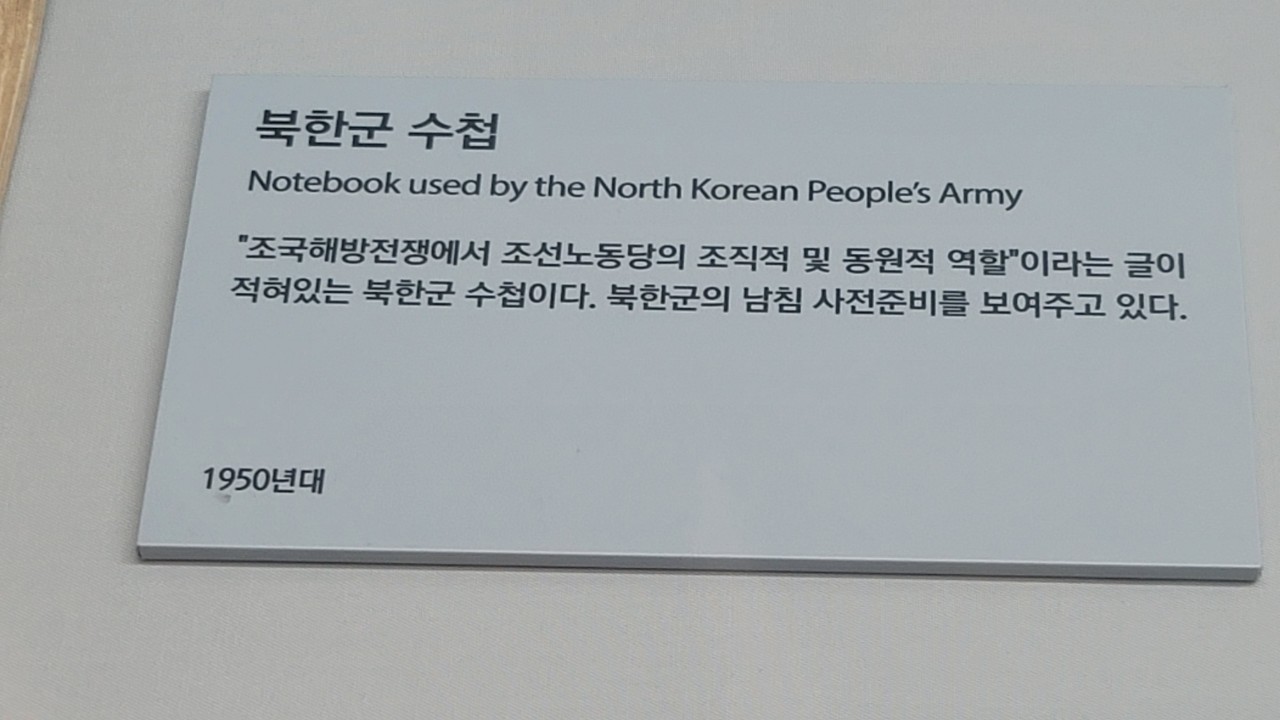 북한군 수첩
Notebook used by the North Korean People's Army
"조국해방전쟁에서 조선노동당의 조직적 및 동원적 역할"이라는 글이
적혀있는 북한군 수첩이다. 북한군의 남침 사전준비를 보여주고 있다.
1950년대